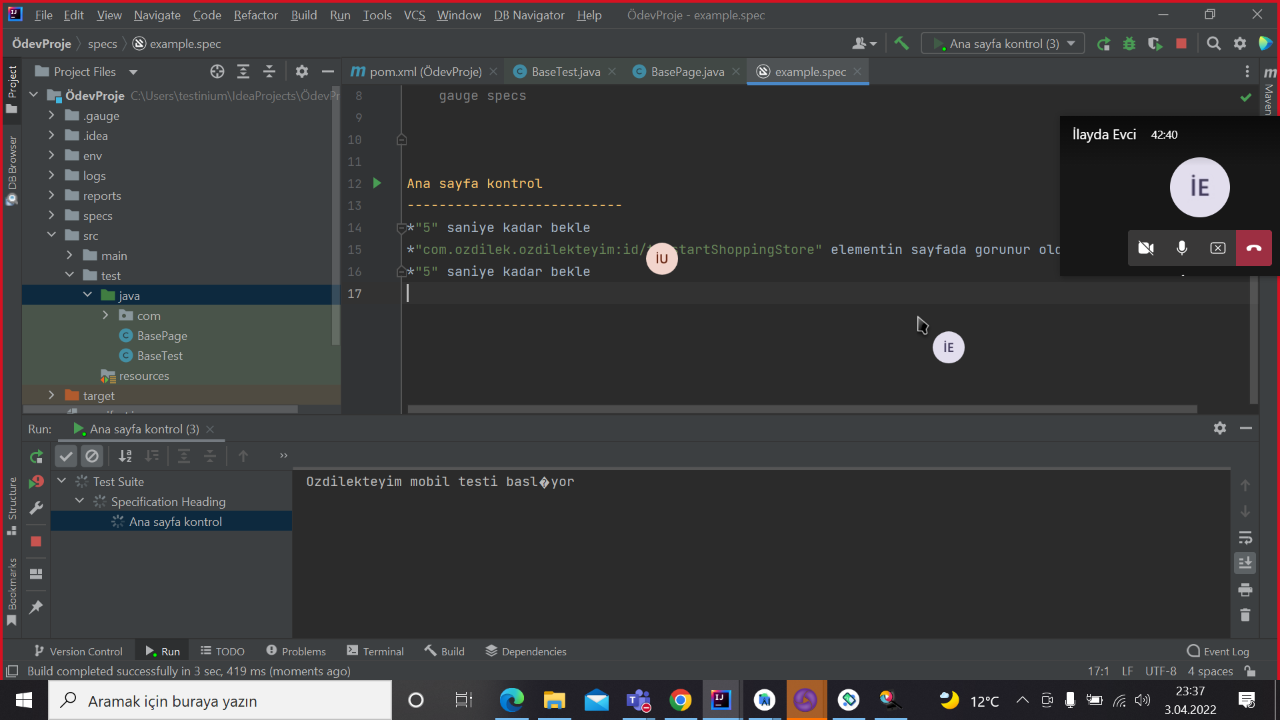 File Edit View Navigate Code Refactor Build Run Tools VCS Window DB Navigator Help ÖdevProje - example.spec
ÖdevProje specs example.spec
Ana sayfa kontrol (3)
Project
DB Browser
Structure
Bookmarks
Project Files
ÖdevProje C:\Users\testinium\IdeaProjects\ÖdevPr
.gauge
.idea
env
logs
reports
specs
src
main
test
java
com
BasePage
BaseTest
resources
target
pom.xml (ÖdevProje) BaseTest.java BasePage.java example.spec
Maven
8 gauge specs
9
10
11
12 Ana sayfa kontrol
13 ---------------------------
14 *"5" saniye kadar bekle
15 *"com.ozdilek.ozdilekteyim:id/ startShoppingStore" elementin sayfada gorunur old
16 *"5" saniye kadar bekle
17
İU
İE
İlayda Evci 42:40
İE
Run: Ana sayfa kontrol (3)
Test Suite
Specification Heading
Ana sayfa kontrol
Ozdilekteyim mobil testi basl�yor
Version Control Run TODO Problems Terminal Build Dependencies Event Log
Build completed successfully in 3 sec, 419 ms (moments ago) 17:1 LF UTF-8 4 spaces
Aramak için buraya yazın
12°C
23:37
3.04.2022